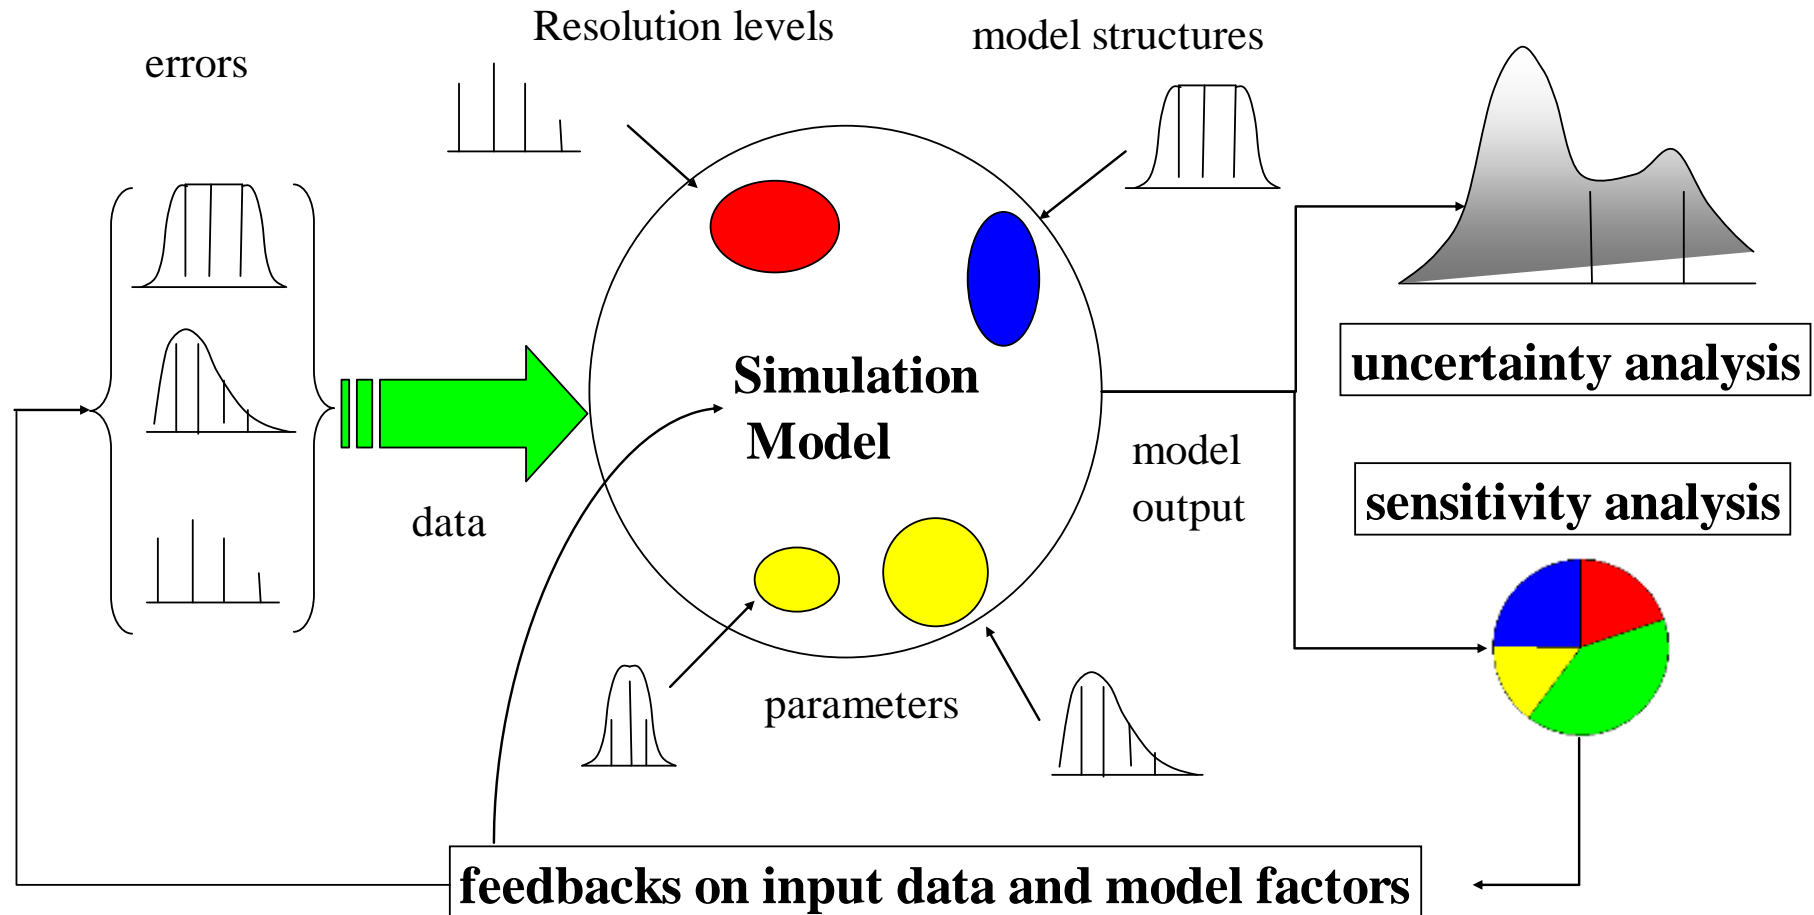 Resolution levels
model structures
errors
uncertainty analysis
Simulation
Model
model
output
sensitivity analysis
data
parameters
feedbacks on input data and model factors